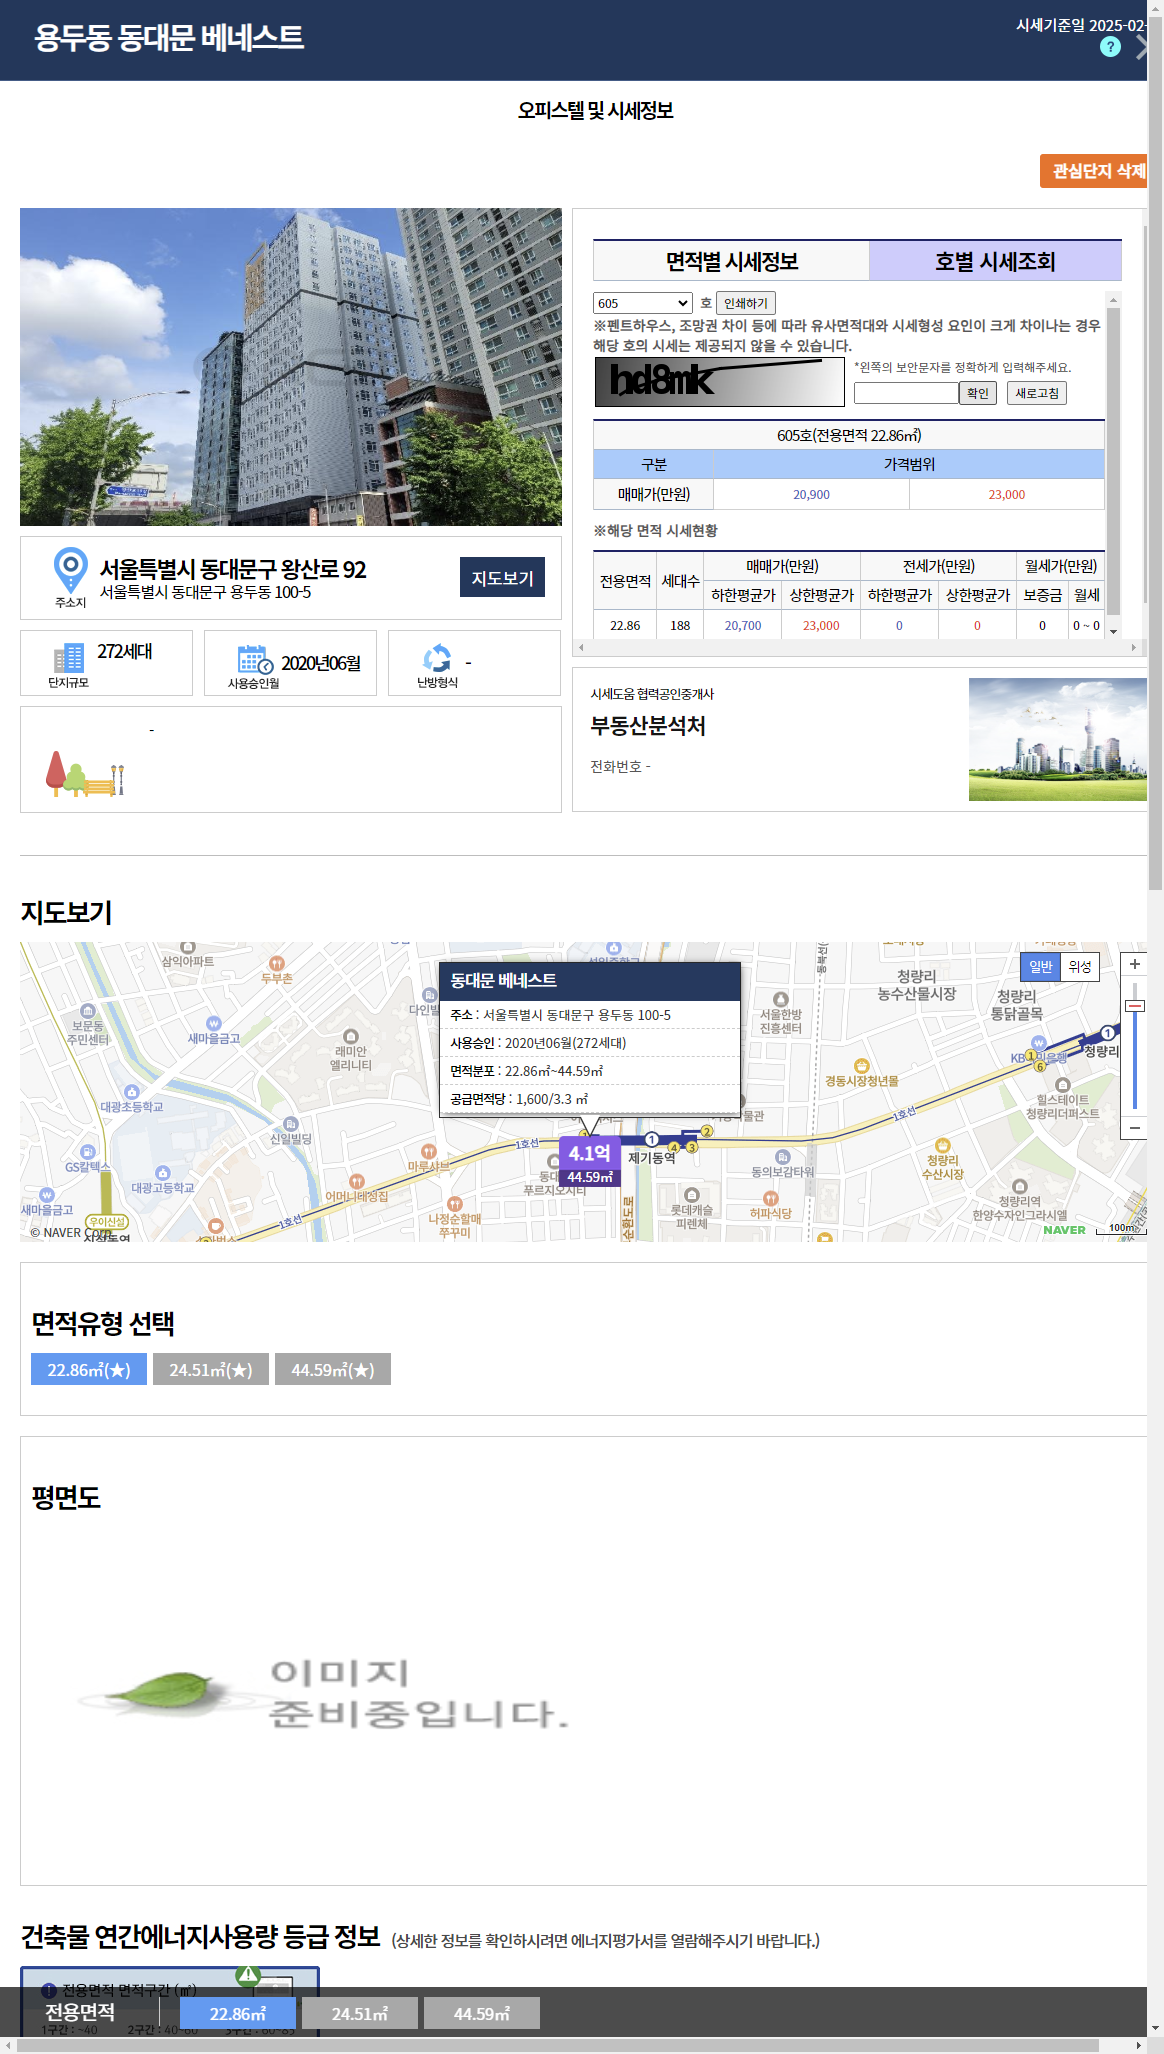 용두동 동대문 베네스트
시세기준일 2025-02-
?
오피스텔 및 시세정보
관심단지 삭제
면적별 시세정보 호별 시세조회
605 호 인쇄하기
※펜트하우스, 조망권 차이 등에 따라 유사면적대와 시세형성 요인이 크게 차이나는 경우
해당 호의 시세는 제공되지 않을 수 있습니다.
*왼쪽의 보안문자를 정확하게 입력해주세요.
hd8mk
확인 새로고침
605호(전용면적 22.86㎡)
구분 가격범위
매매가(만원) 20,900 23,000
※해당 면적 시세현황
전용면적 세대수 매매가(만원) 전세가(만원) 월세가(만원)
하한평균가 상한평균가 하한평균가 상한평균가 보증금 월세
22.86 188 20,700 23,000 0 0 0 0 ~ 0
주소지
서울특별시 동대문구 왕산로 92
서울특별시 동대문구 용두동 100-5
지도보기
단지규모 272세대
사용승인월 2020년06월
난방형식 -
-
시세도움 협력공인중개사
부동산분석처
전화번호 -
지도보기
동대문 베네스트
주소 : 서울특별시 동대문구 용두동 100-5
사용승인 : 2020년06월(272세대)
면적분포 : 22.86㎡~44.59㎡
공급면적당 : 1,600/3.3 ㎡
4.1억
44.59㎡
일반 위성
삼익아파트
두부촌
보문동
주민센터
새마을금고
래미안
엘리니티
대광초등학교
신일빌딩
GS칼텍스
대광고등학교
마루샤브
어머니대성집
나정순할매
쭈꾸미
새마을금고
우이신설
© NAVER Corp.
1호선
1호선
1호선
제기동역
롯데캐슬
피렌체
허파식당
동의보감타워
서울한방
진흥센터
경동시장청년몰
청량리
농수산물시장
청량리
통닭골목
청량리
힐스테이트
청량리더퍼스트
청량리
수산시장
청량리역
한양수자인그라시엘
NAVER
100m
면적유형 선택
22.86㎡(★) 24.51㎡(★) 44.59㎡(★)
평면도
이미지
준비중입니다.
건축물 연간에너지사용량 등급 정보 (상세한 정보를 확인하시려면 에너지평가서를 열람해주시기 바랍니다.)
전용면적 면적구간 (㎡)
전용면적 22.86㎡ 24.51㎡ 44.59㎡
1구간 : ~40 2구간 : 40~60 3구간 : 60~85